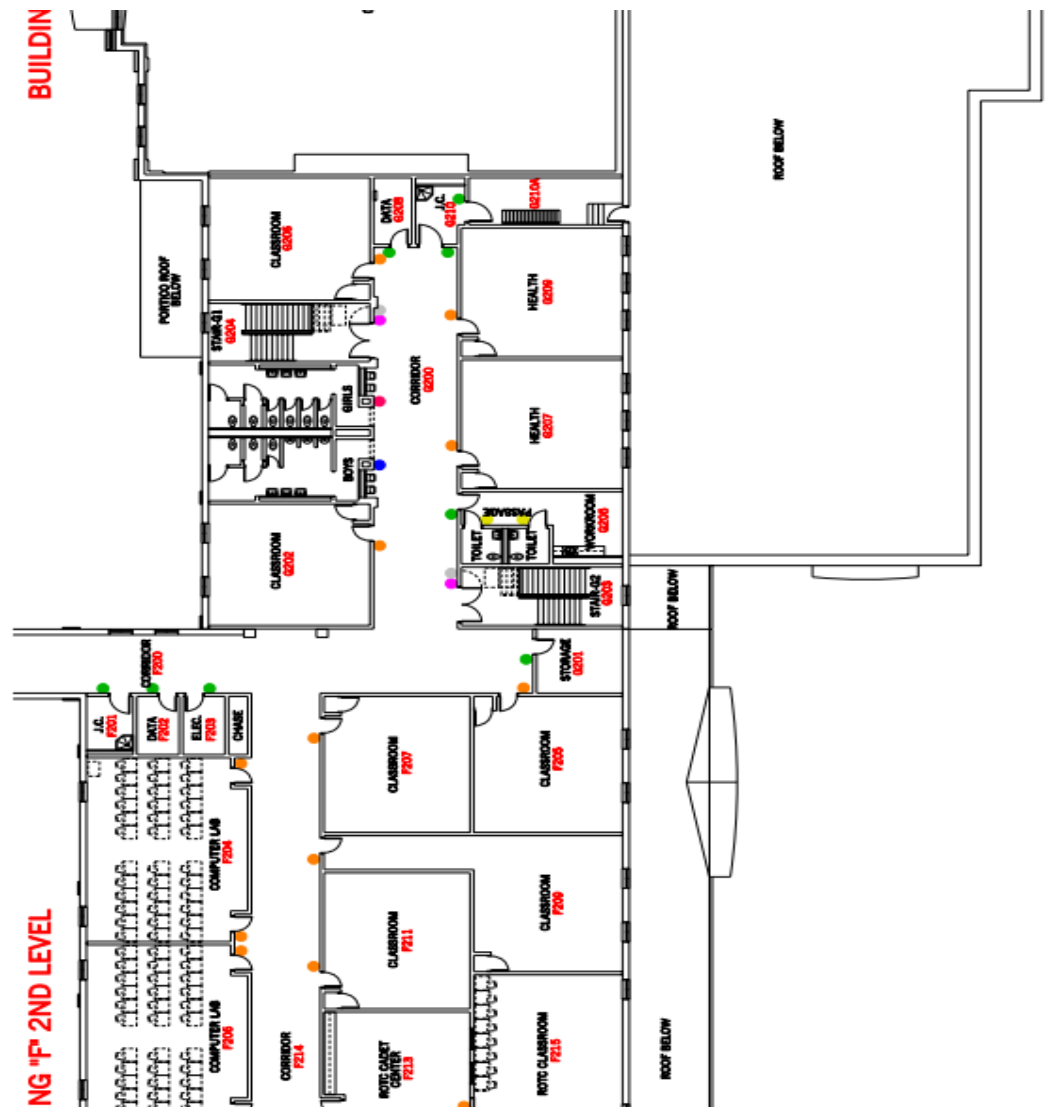 BUILDIN
ROOF BELOW
G210A
J.C.
G210
DATA
G208
CLASSROOM
G206
PORTICO ROOF
BELOW
HEALTH
G209
STAIR-G1
G204
CORRIDOR
G200
GIRLS
HEALTH
G207
BOYS
PASSAGE
WORKROOM
G205
TOILET
TOILET
CLASSROOM
G202
STAIR-G2
G203
ROOF BELOW
CORRIDOR
F200
STORAGE
G201
J.C.
F201
DATA
F202
ELEC.
F203
CHASE
CLASSROOM
F207
CLASSROOM
F205
COMPUTER LAB
F204
CLASSROOM
F209
CLASSROOM
F211
NG "F" 2ND LEVEL
COMPUTER LAB
F206
CORRIDOR
F214
ROTC CADET
CENTER
F213
ROTC CLASSROOM
F215
ROOF BELOW